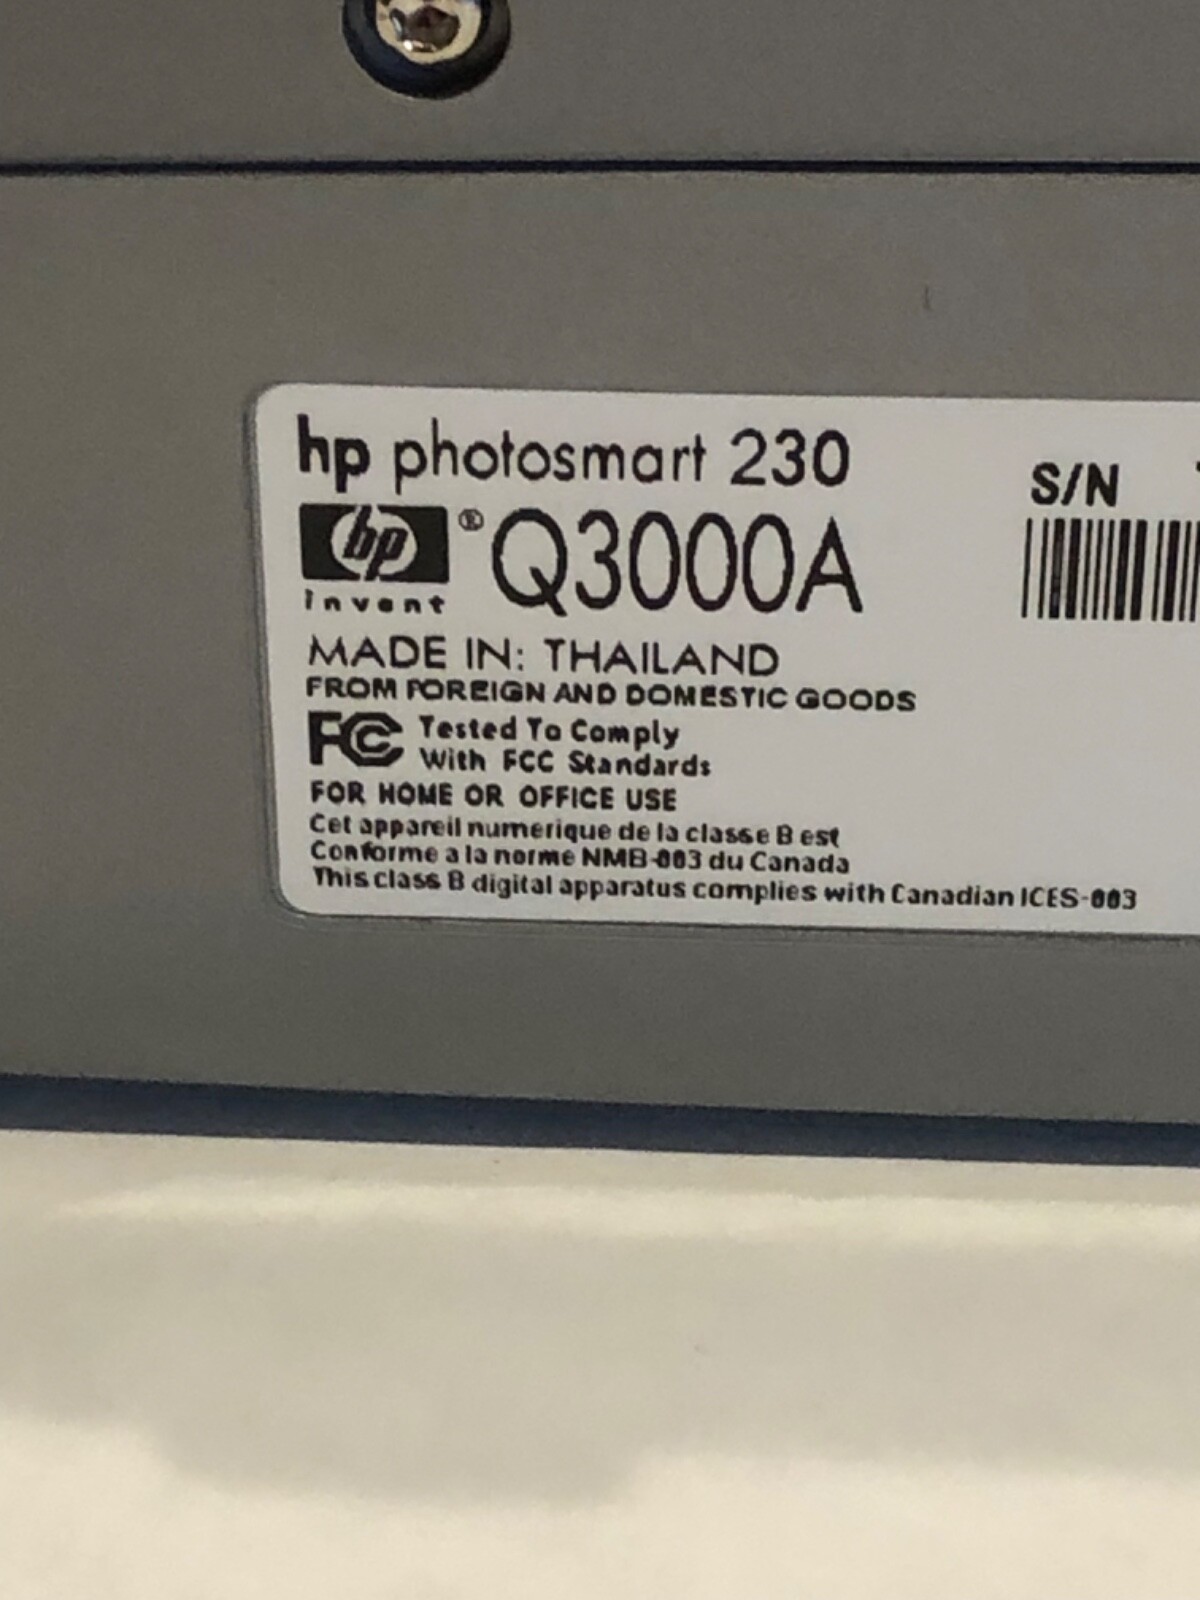 hp photosmart 230
hp ® Q3000A
invent
S/N
MADE IN: THAILAND
FROM FOREIGN AND DOMESTIC GOODS
FC Tested To Comply
With FCC Standards
FOR HOME OR OFFICE USE
Cet appareil numerique de la classe B est
Conforme a la norme NMB-003 du Canada
This class B digital apparatus complies with Canadian ICES-003